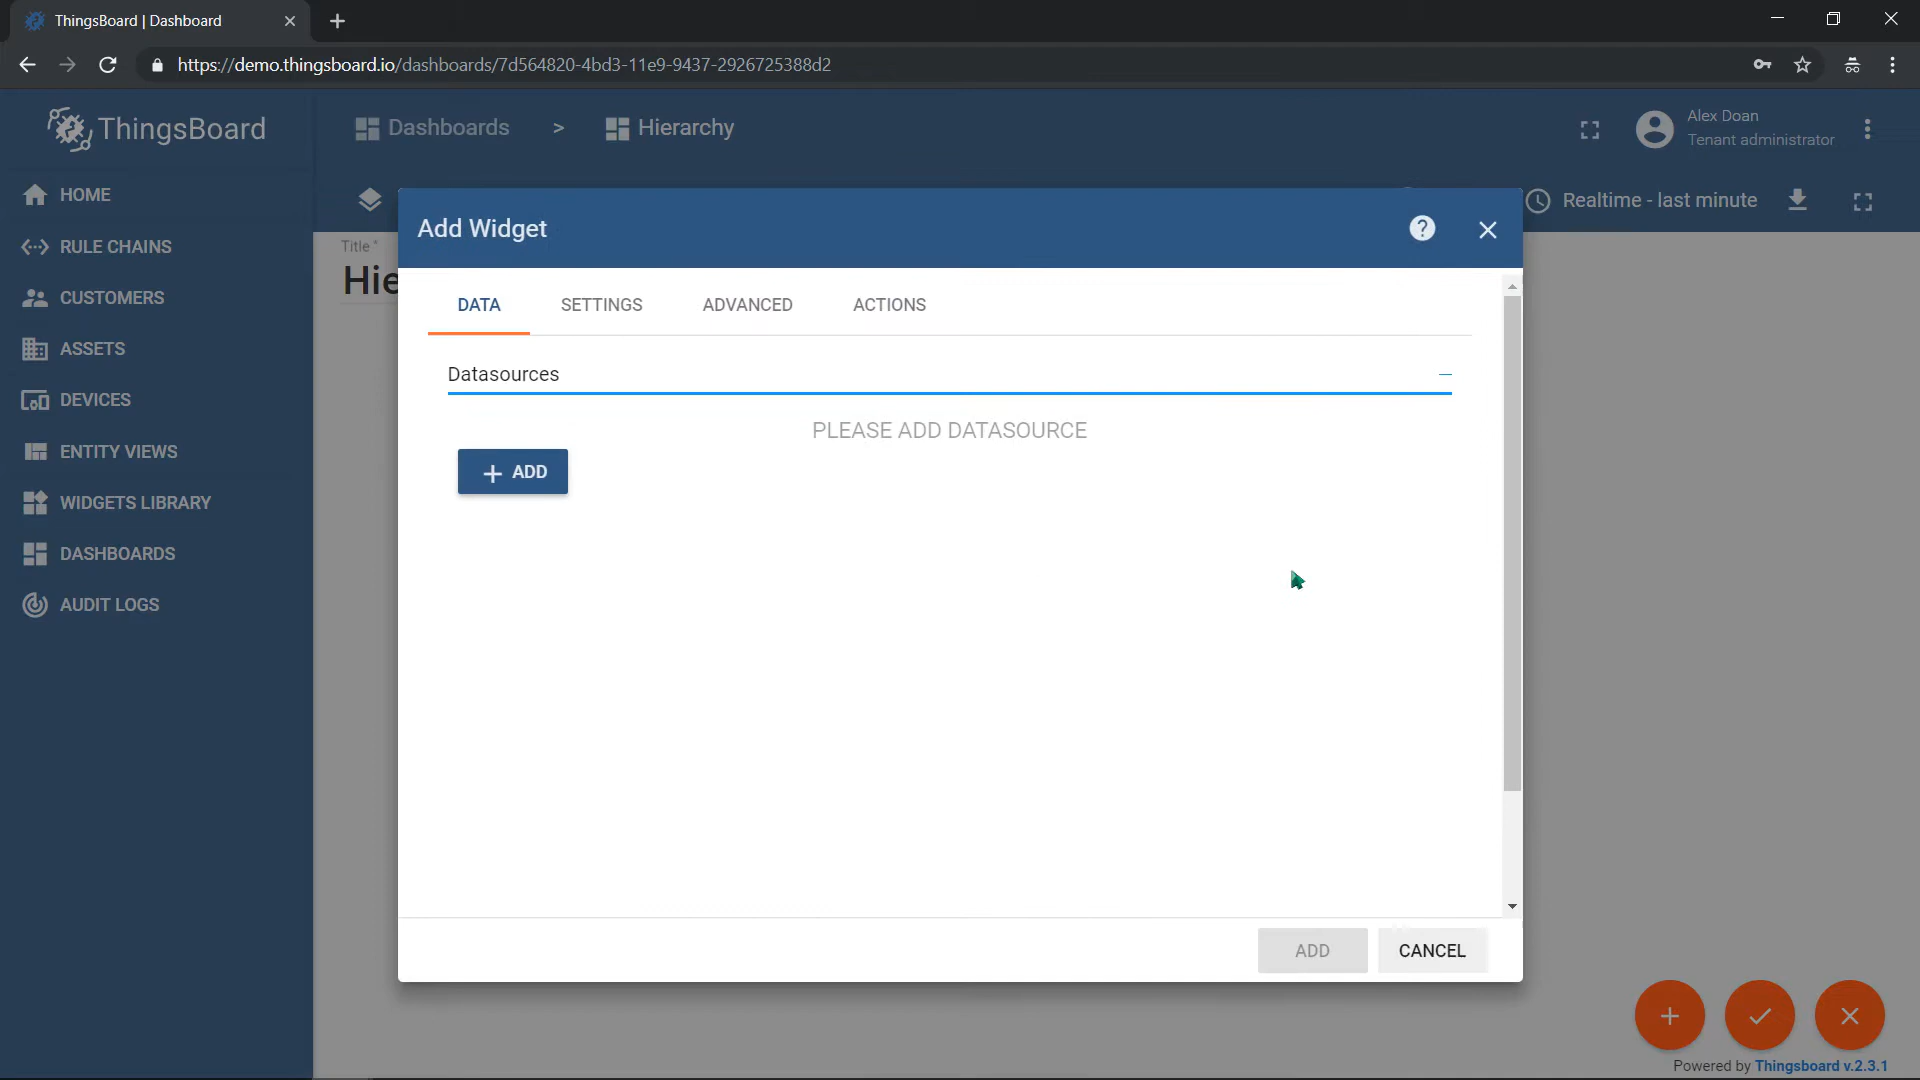 ThingsBoard | Dashboard
https://demo.thingsboard.io/dashboards/7d564820-4bd3-11e9-9437-2926725388d2
ThingsBoard
Dashboards > Hierarchy
Alex Doan
Tenant administrator
HOME
RULE CHAINS
CUSTOMERS
ASSETS
DEVICES
ENTITY VIEWS
WIDGETS LIBRARY
DASHBOARDS
AUDIT LOGS
Realtime - last minute
Title *
Hie
Add Widget
DATA SETTINGS ADVANCED ACTIONS
Datasources
PLEASE ADD DATASOURCE
+ ADD
ADD CANCEL
Powered by Thingsboard v.2.3.1